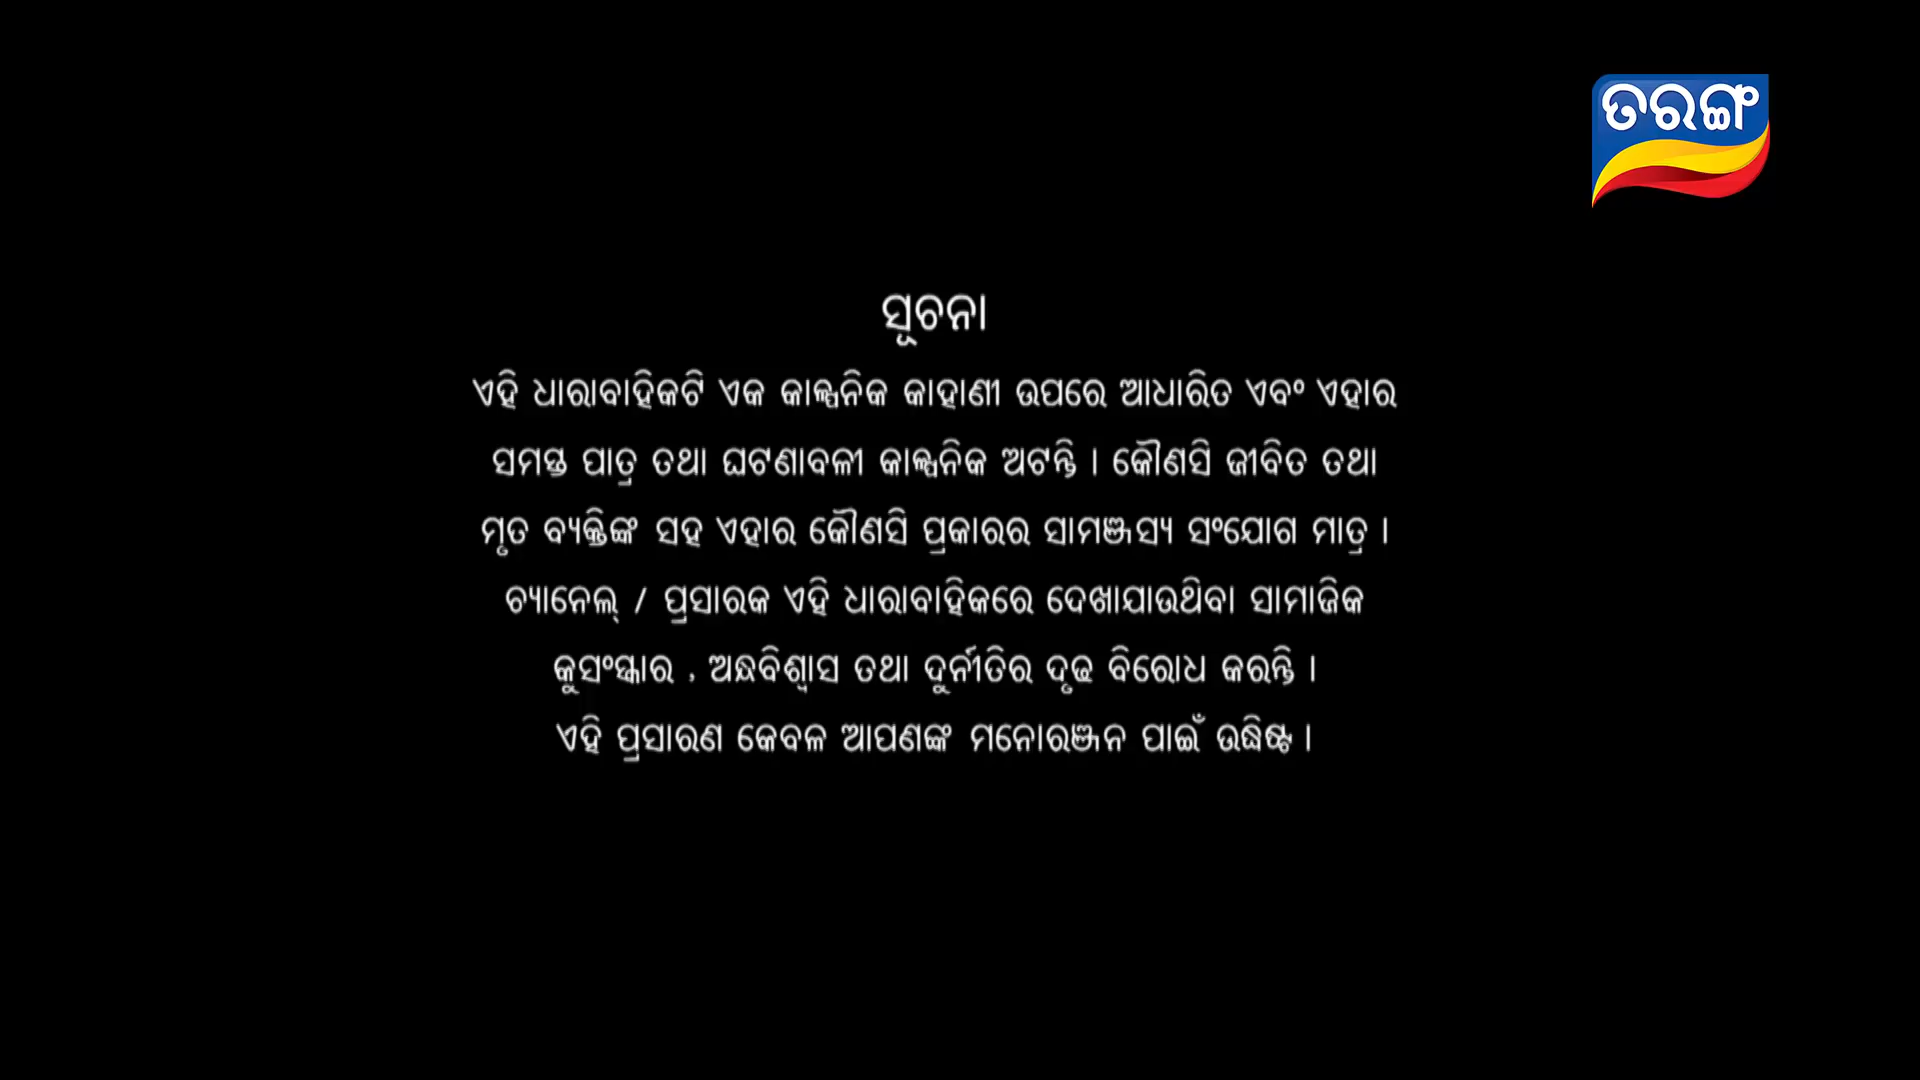 ତରଙ୍ଗ
ସୂଚନା
ଏହି ଧାରାବାହିକଟି ଏକ କାଳ୍ପନିକ କାହାଣୀ ଉପରେ ଆଧାରିତ ଏବଂ ଏହାର
ସମସ୍ତ ପାତ୍ର ତଥା ଘଟଣାବଳୀ କାଳ୍ପନିକ ଅଟନ୍ତି । କୌଣସି ଜୀବିତ ତଥା
ମୃତ ବ୍ୟକ୍ତିଙ୍କ ସହ ଏହାର କୌଣସି ପ୍ରକାରର ସାମଞ୍ଜସ୍ୟ ସଂଯୋଗ ମାତ୍ର ।
ଚ୍ୟାନେଲ୍ / ପ୍ରସାରକ ଏହି ଧାରାବାହିକରେ ଦେଖାଯାଉଥିବା ସାମାଜିକ
କୁସଂସ୍କାର , ଅନ୍ଧବିଶ୍ୱାସ ତଥା ଦୁର୍ନୀତିର ଦୃଢ ବିରୋଧ କରନ୍ତି ।
ଏହି ପ୍ରସାରଣ କେବଳ ଆପଣଙ୍କ ମନୋରଞ୍ଜନ ପାଇଁ ଉଦ୍ଧିଷ୍ଟ ।